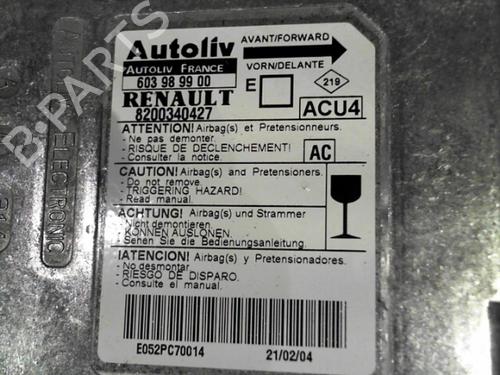 Autoliv
AVANT/FORWARD
AUTOLIV FRANCE
VORN/DELANTE
603 98 99 00
E
219
RENAULT
8200340427
ACU4
ATTENTION! Airbag(s) et Pretensionneurs.
- Ne pas demonter.
- RISQUE DE DECLENCHEMENT!
- Consulter la notice.
AC
CAUTION! Airbag(s) and Pretensioners.
- Do not remove.
- TRIGGERING HAZARD!
- Read manual.
ACHTUNG! Airbag(s) und Strammer
- Nicht demontieren.
- KONNEN AUSLONEN.
- Sehen Sie die Bedienungsanleitung.
IATENCION! Airbag(s) y Pretensionadores.
- No desmontar.
- RIESGO DE DISPARO.
- Consulte el manual.
E052PC70014
21/02/04
ELECTRONIC
B-PARTS